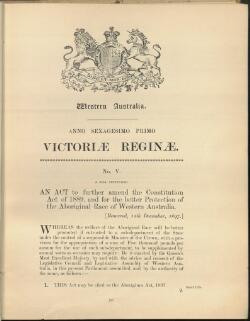 Western Australia.
ANNO SEXAGESIMO PRIMO
VICTORIÆ REGINÆ.
No. V.
AN ACT to further amend the Constitution
Act of 1889, and for the better Protection of
the Aboriginal Race of Western Australia.
[Reserved, 11th December, 1897.]
WHEREAS the welfare of the Aboriginal Race will be better
promoted if entrusted to a sub-department of the State
under the control of a responsible Minister of the Crown, with a pro-
vision for the appropriation of a sum of Five thousand pounds per
annum for the use of such sub-department, to be supplemented by
annual votes as occasion may require: Be it enacted by the Queen's
Most Excellent Majesty, by and with the advice and consent of the
Legislative Council and Legislative Assembly of Western Aus-
tralia, in this present Parliament assembled, and by the authority of
the same, as follows:—
1. THIS Act may be cited as the Aborigines Act, 1897.
Short title.